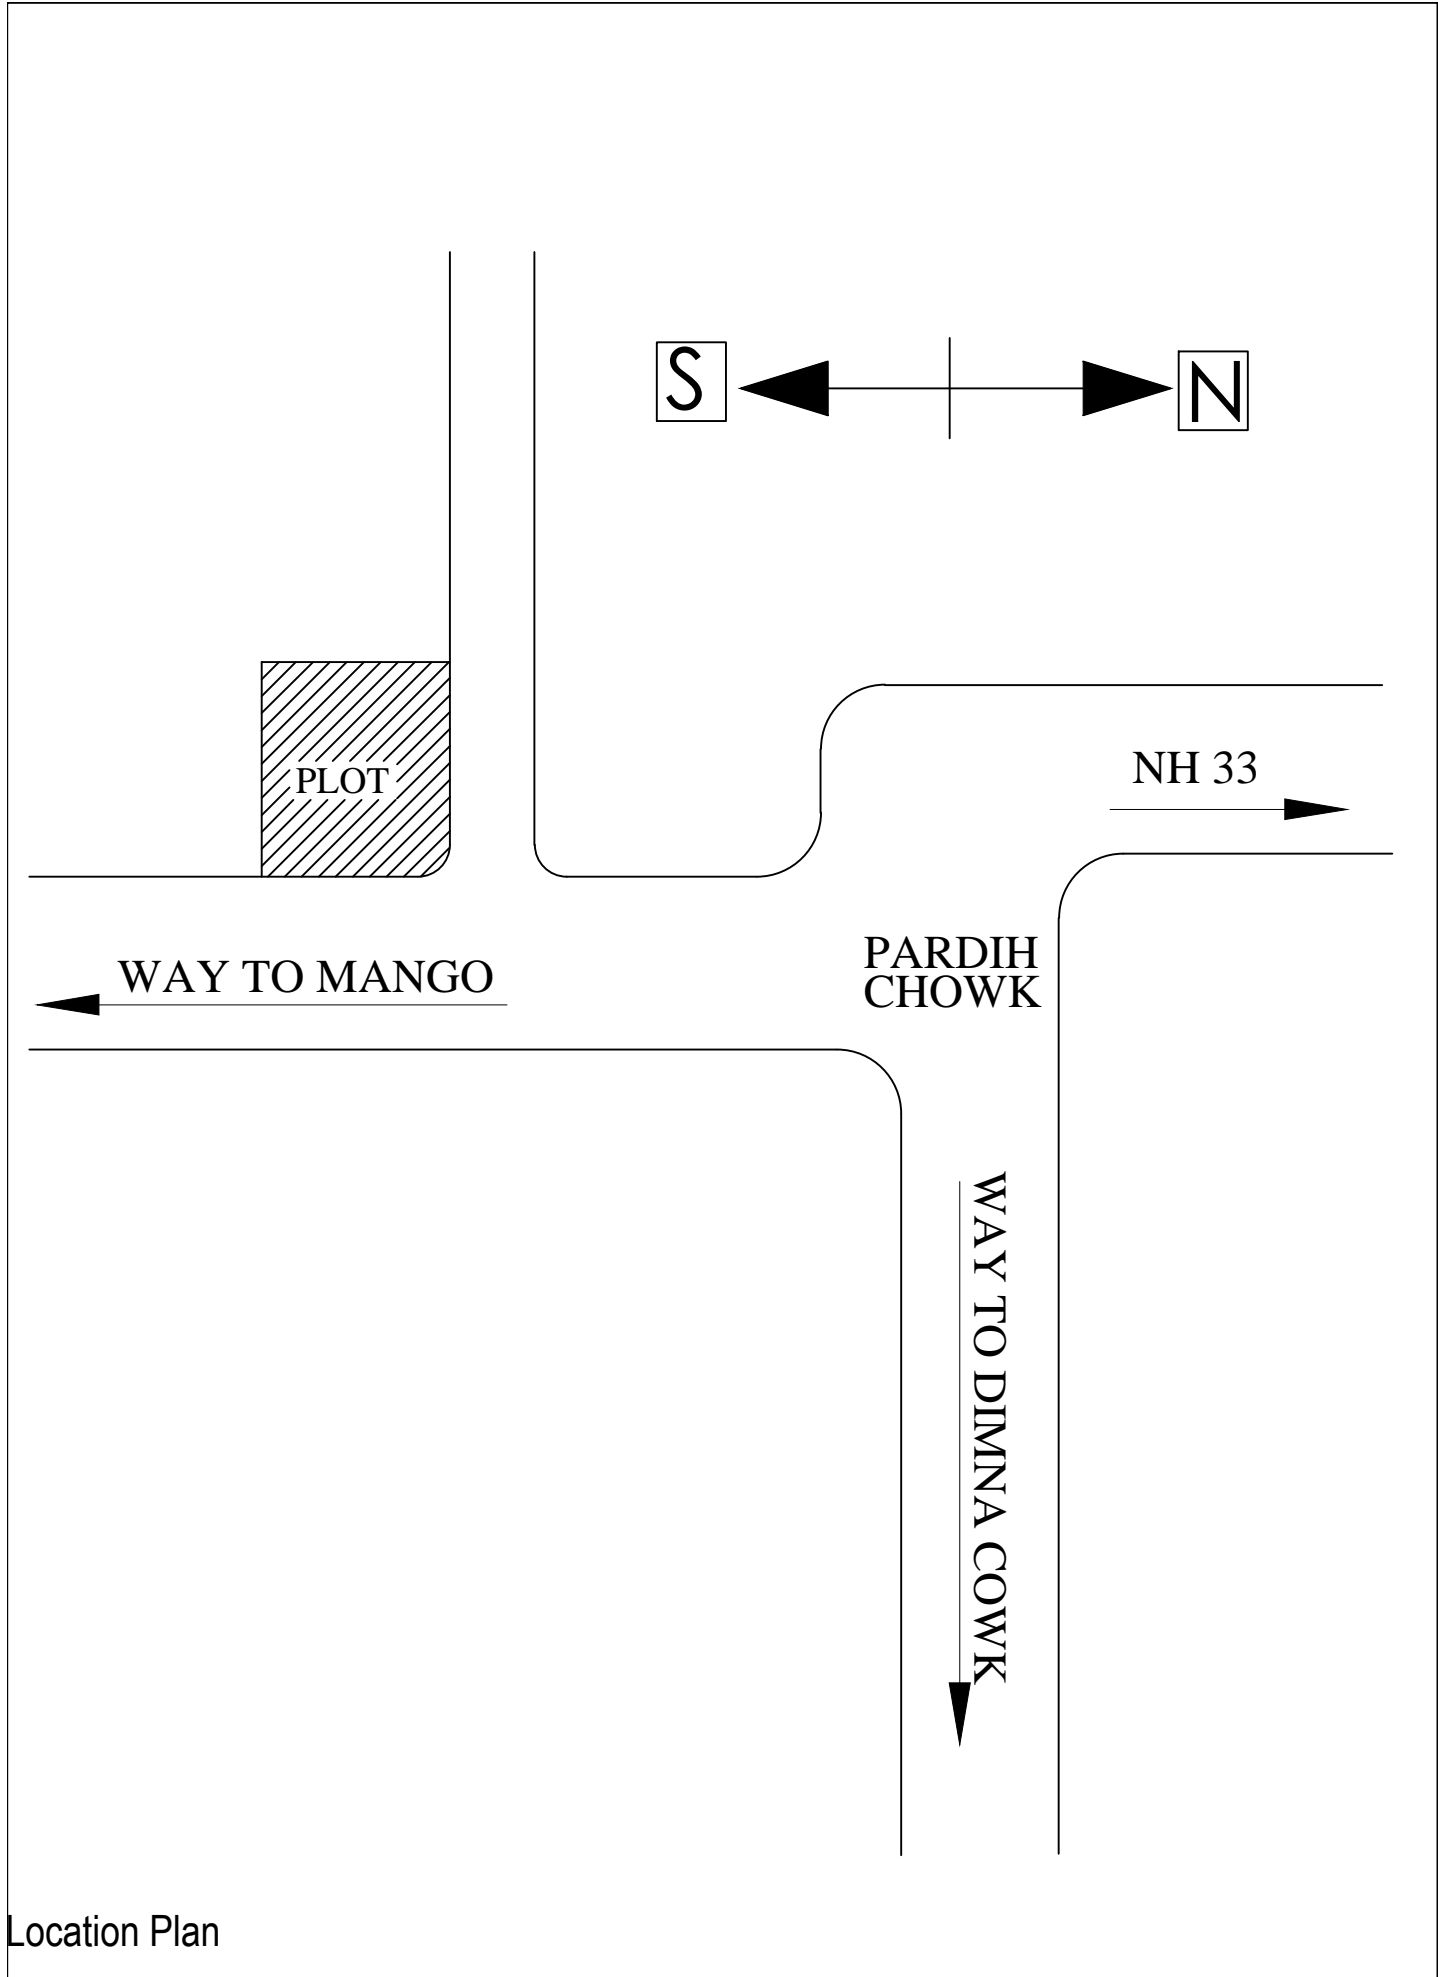 S
N
PLOT
NH 33
PARDIH
CHOWK
WAY TO MANGO
WAY TO DIMNA COWK
Location Plan